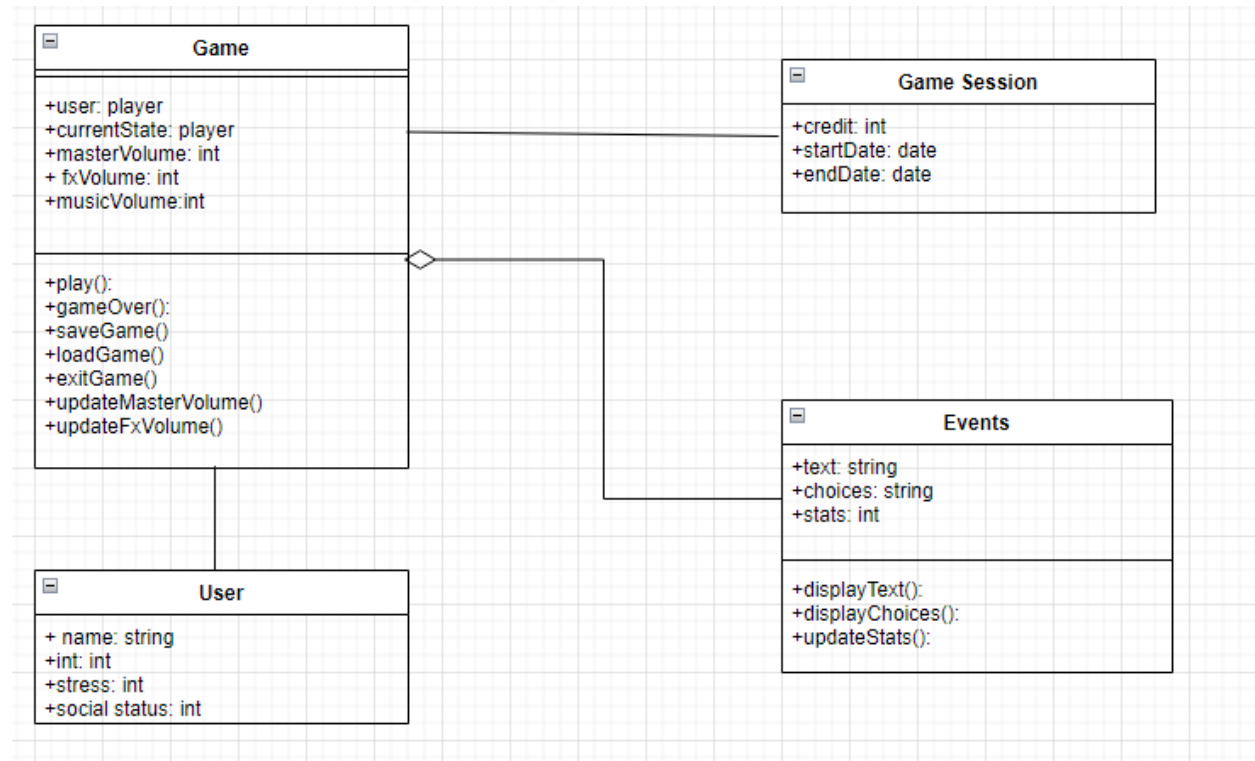 Game
+user: player
+currentState: player
+masterVolume: int
+ fxVolume: int
+musicVolume:int
+play():
+gameOver():
+saveGame()
+loadGame()
+exitGame()
+updateMasterVolume()
+updateFxVolume()
Game Session
+credit: int
+startDate: date
+endDate: date
Events
+text: string
+choices: string
+stats: int
+displayText():
+displayChoices():
+updateStats():
User
+ name: string
+int: int
+stress: int
+social status: int